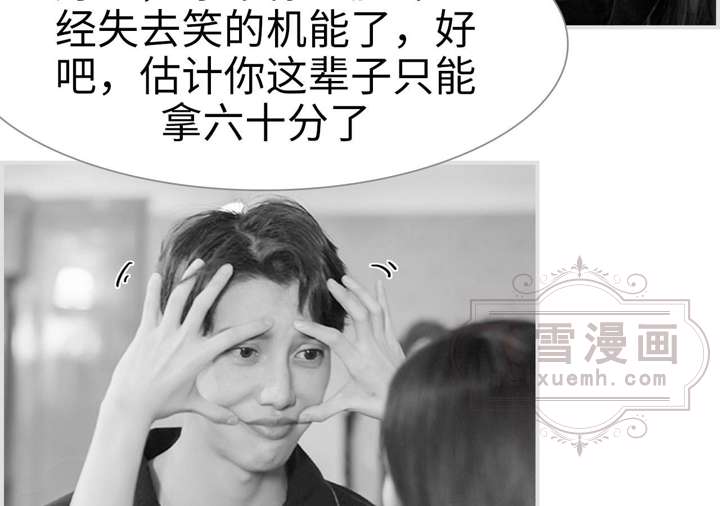 经失去笑的机能了，好
吧，估计你这辈子只能
拿六十分了
雪漫画
xuemh.com